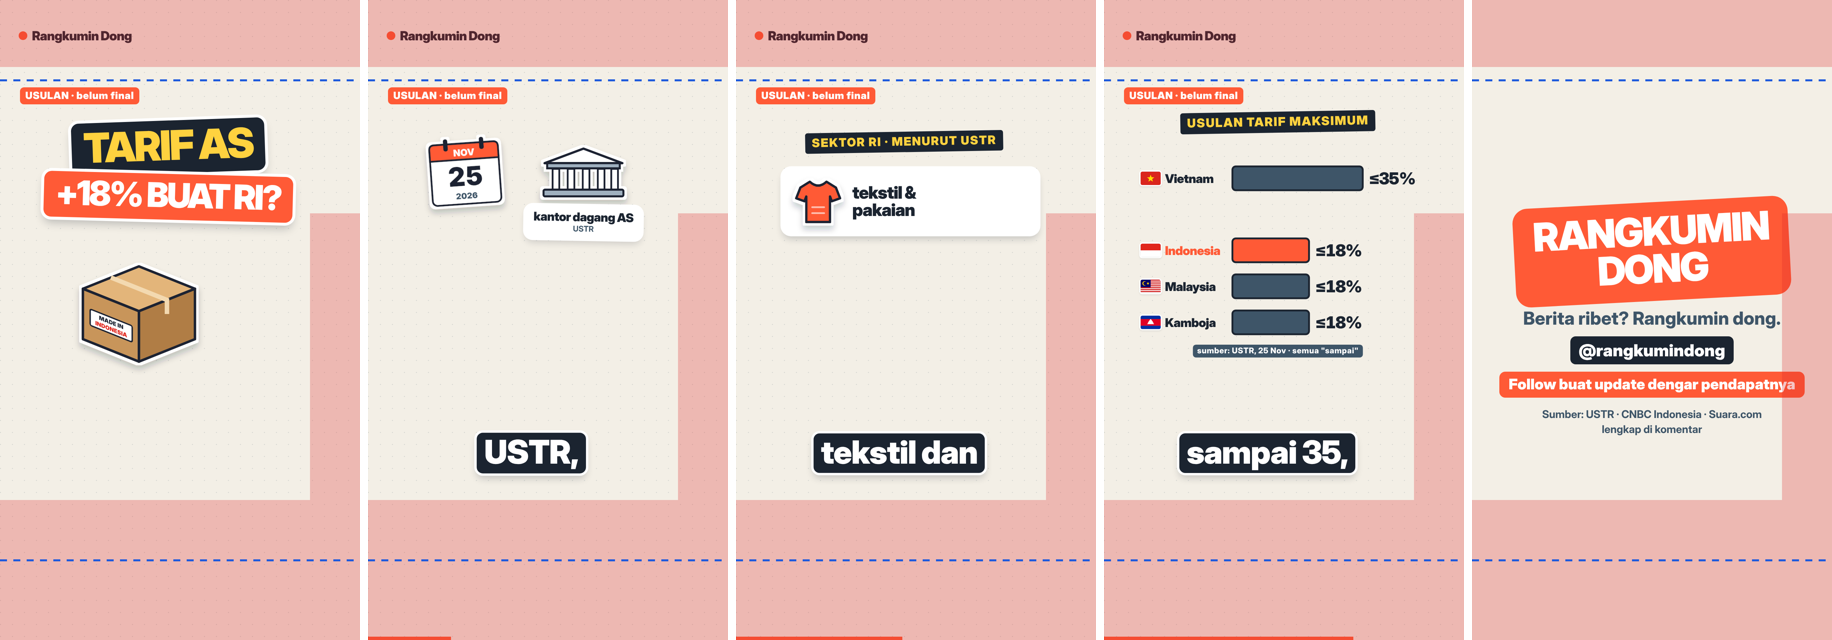 Rangkumin Dong
USULAN · belum final
TARIF AS
+18% BUAT RI?
MADE IN
INDONESIA
Rangkumin Dong
USULAN · belum final
NOV
25
2026
kantor dagang AS
USTR
USTR,
Rangkumin Dong
USULAN · belum final
SEKTOR RI · MENURUT USTR
tekstil &
pakaian
tekstil dan
Rangkumin Dong
USULAN · belum final
USULAN TARIF MAKSIMUM
Vietnam ≤35%
Indonesia ≤18%
Malaysia ≤18%
Kamboja ≤18%
sumber: USTR, 25 Nov · semua "sampai"
sampai 35,
RANGKUMIN
DONG
Berita ribet? Rangkumin dong.
@rangkumindong
Follow buat update dengar pendapatnya
Sumber: USTR · CNBC Indonesia · Suara.com
lengkap di komentar